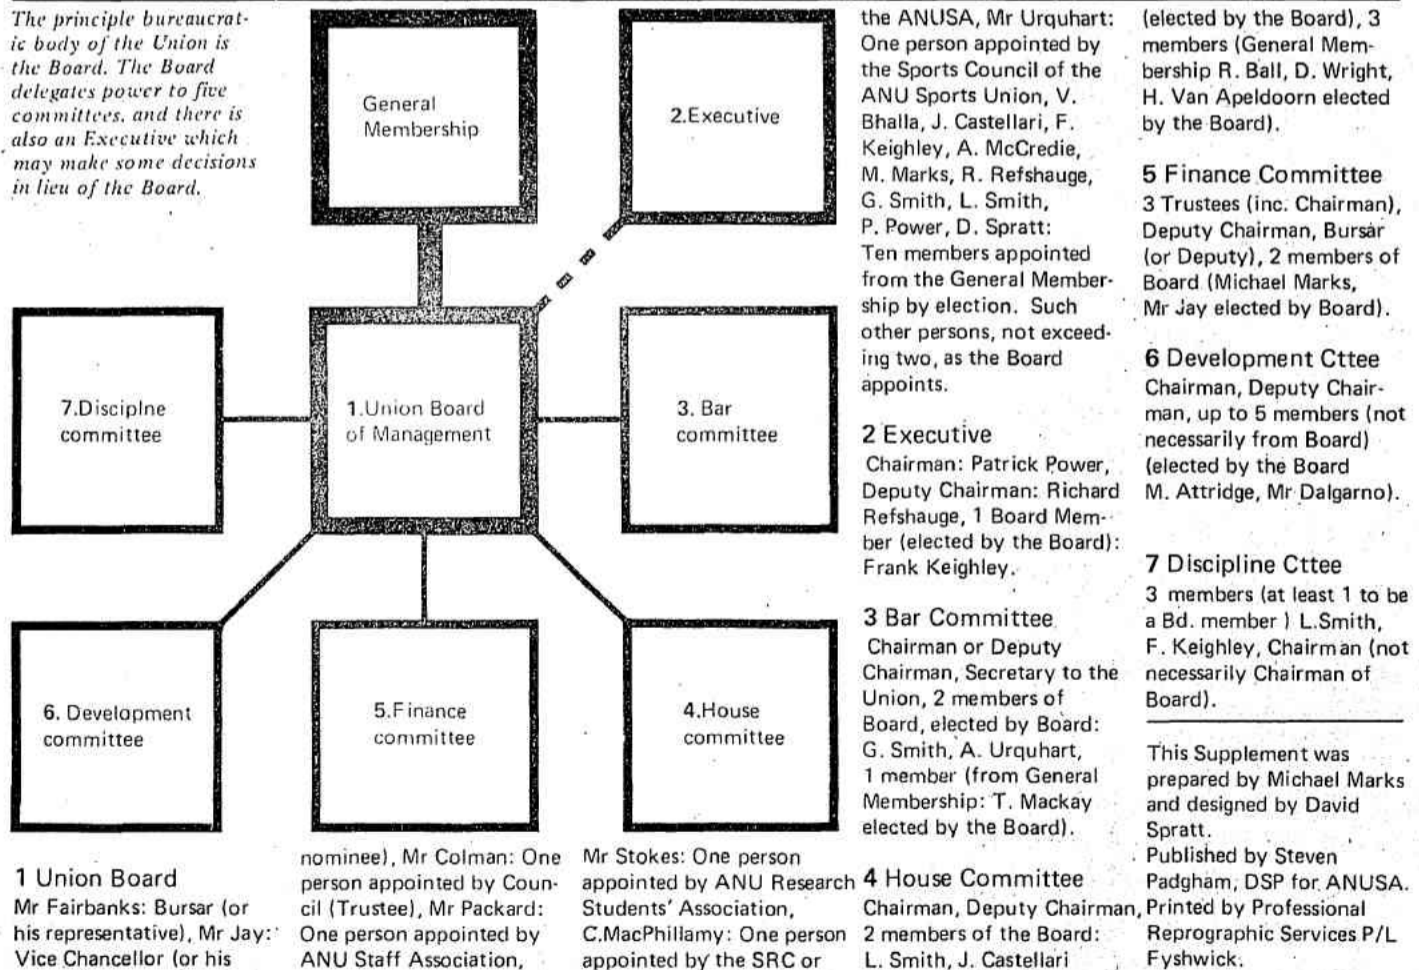 The principle bureaucrat-
ic body of the Union is
the Board. The Board
delegates power to five
committees, and there is
also an Executive which
may make some decisions
in lieu of the Board.
General
Membership
2.Executive
7.Disciplne
committee
1.Union Board
of Management
3. Bar
committee
6. Development
committee
5.Finance
committee
4.House
committee
1 Union Board
Mr Fairbanks: Bursar (or
his representative), Mr Jay:
Vice Chancellor (or his
nominee), Mr Colman: One
person appointed by Coun-
cil (Trustee), Mr Packard:
One person appointed by
ANU Staff Association,
Mr Stokes: One person
appointed by ANU Research
Students' Association,
C.MacPhillamy: One person
appointed by the SRC or
the ANUSA, Mr Urquhart:
One person appointed by
the Sports Council of the
ANU Sports Union, V.
Bhalla, J. Castellari, F.
Keighley, A. McCredie,
M. Marks, R. Refshauge,
G. Smith, L. Smith,
P. Power, D. Spratt:
Ten members appointed
from the General Member-
ship by election. Such
other persons, not exceed-
ing two, as the Board
appoints.
2 Executive
Chairman: Patrick Power,
Deputy Chairman: Richard
Refshauge, 1 Board Mem-
ber (elected by the Board):
Frank Keighley.
3 Bar Committee
Chairman or Deputy
Chairman, Secretary to the
Union, 2 members of
Board, elected by Board:
G. Smith, A. Urquhart,
1 member (from General
Membership: T. Mackay
elected by the Board).
4 House Committee
Chairman, Deputy Chairman,
2 members of the Board:
L. Smith, J. Castellari
(elected by the Board), 3
members (General Mem-
bership R. Ball, D. Wright,
H. Van Apeldoorn elected
by the Board).
5 Finance Committee
3 Trustees (inc. Chairman),
Deputy Chairman, Bursar
(or Deputy), 2 members of
Board (Michael Marks,
Mr Jay elected by Board).
6 Development Cttee
Chairman, Deputy Chair-
man, up to 5 members (not
necessarily from Board)
(elected by the Board
M. Attridge, Mr Dalgarno).
7 Discipline Cttee
3 members (at least 1 to be
a Bd. member ) L.Smith,
F. Keighley, Chairman (not
necessarily Chairman of
Board).
This Supplement was
prepared by Michael Marks
and designed by David
Spratt.
Published by Steven
Padgham, DSP for ANUSA.
Printed by Professional
Reprographic Services P/L
Fyshwick.